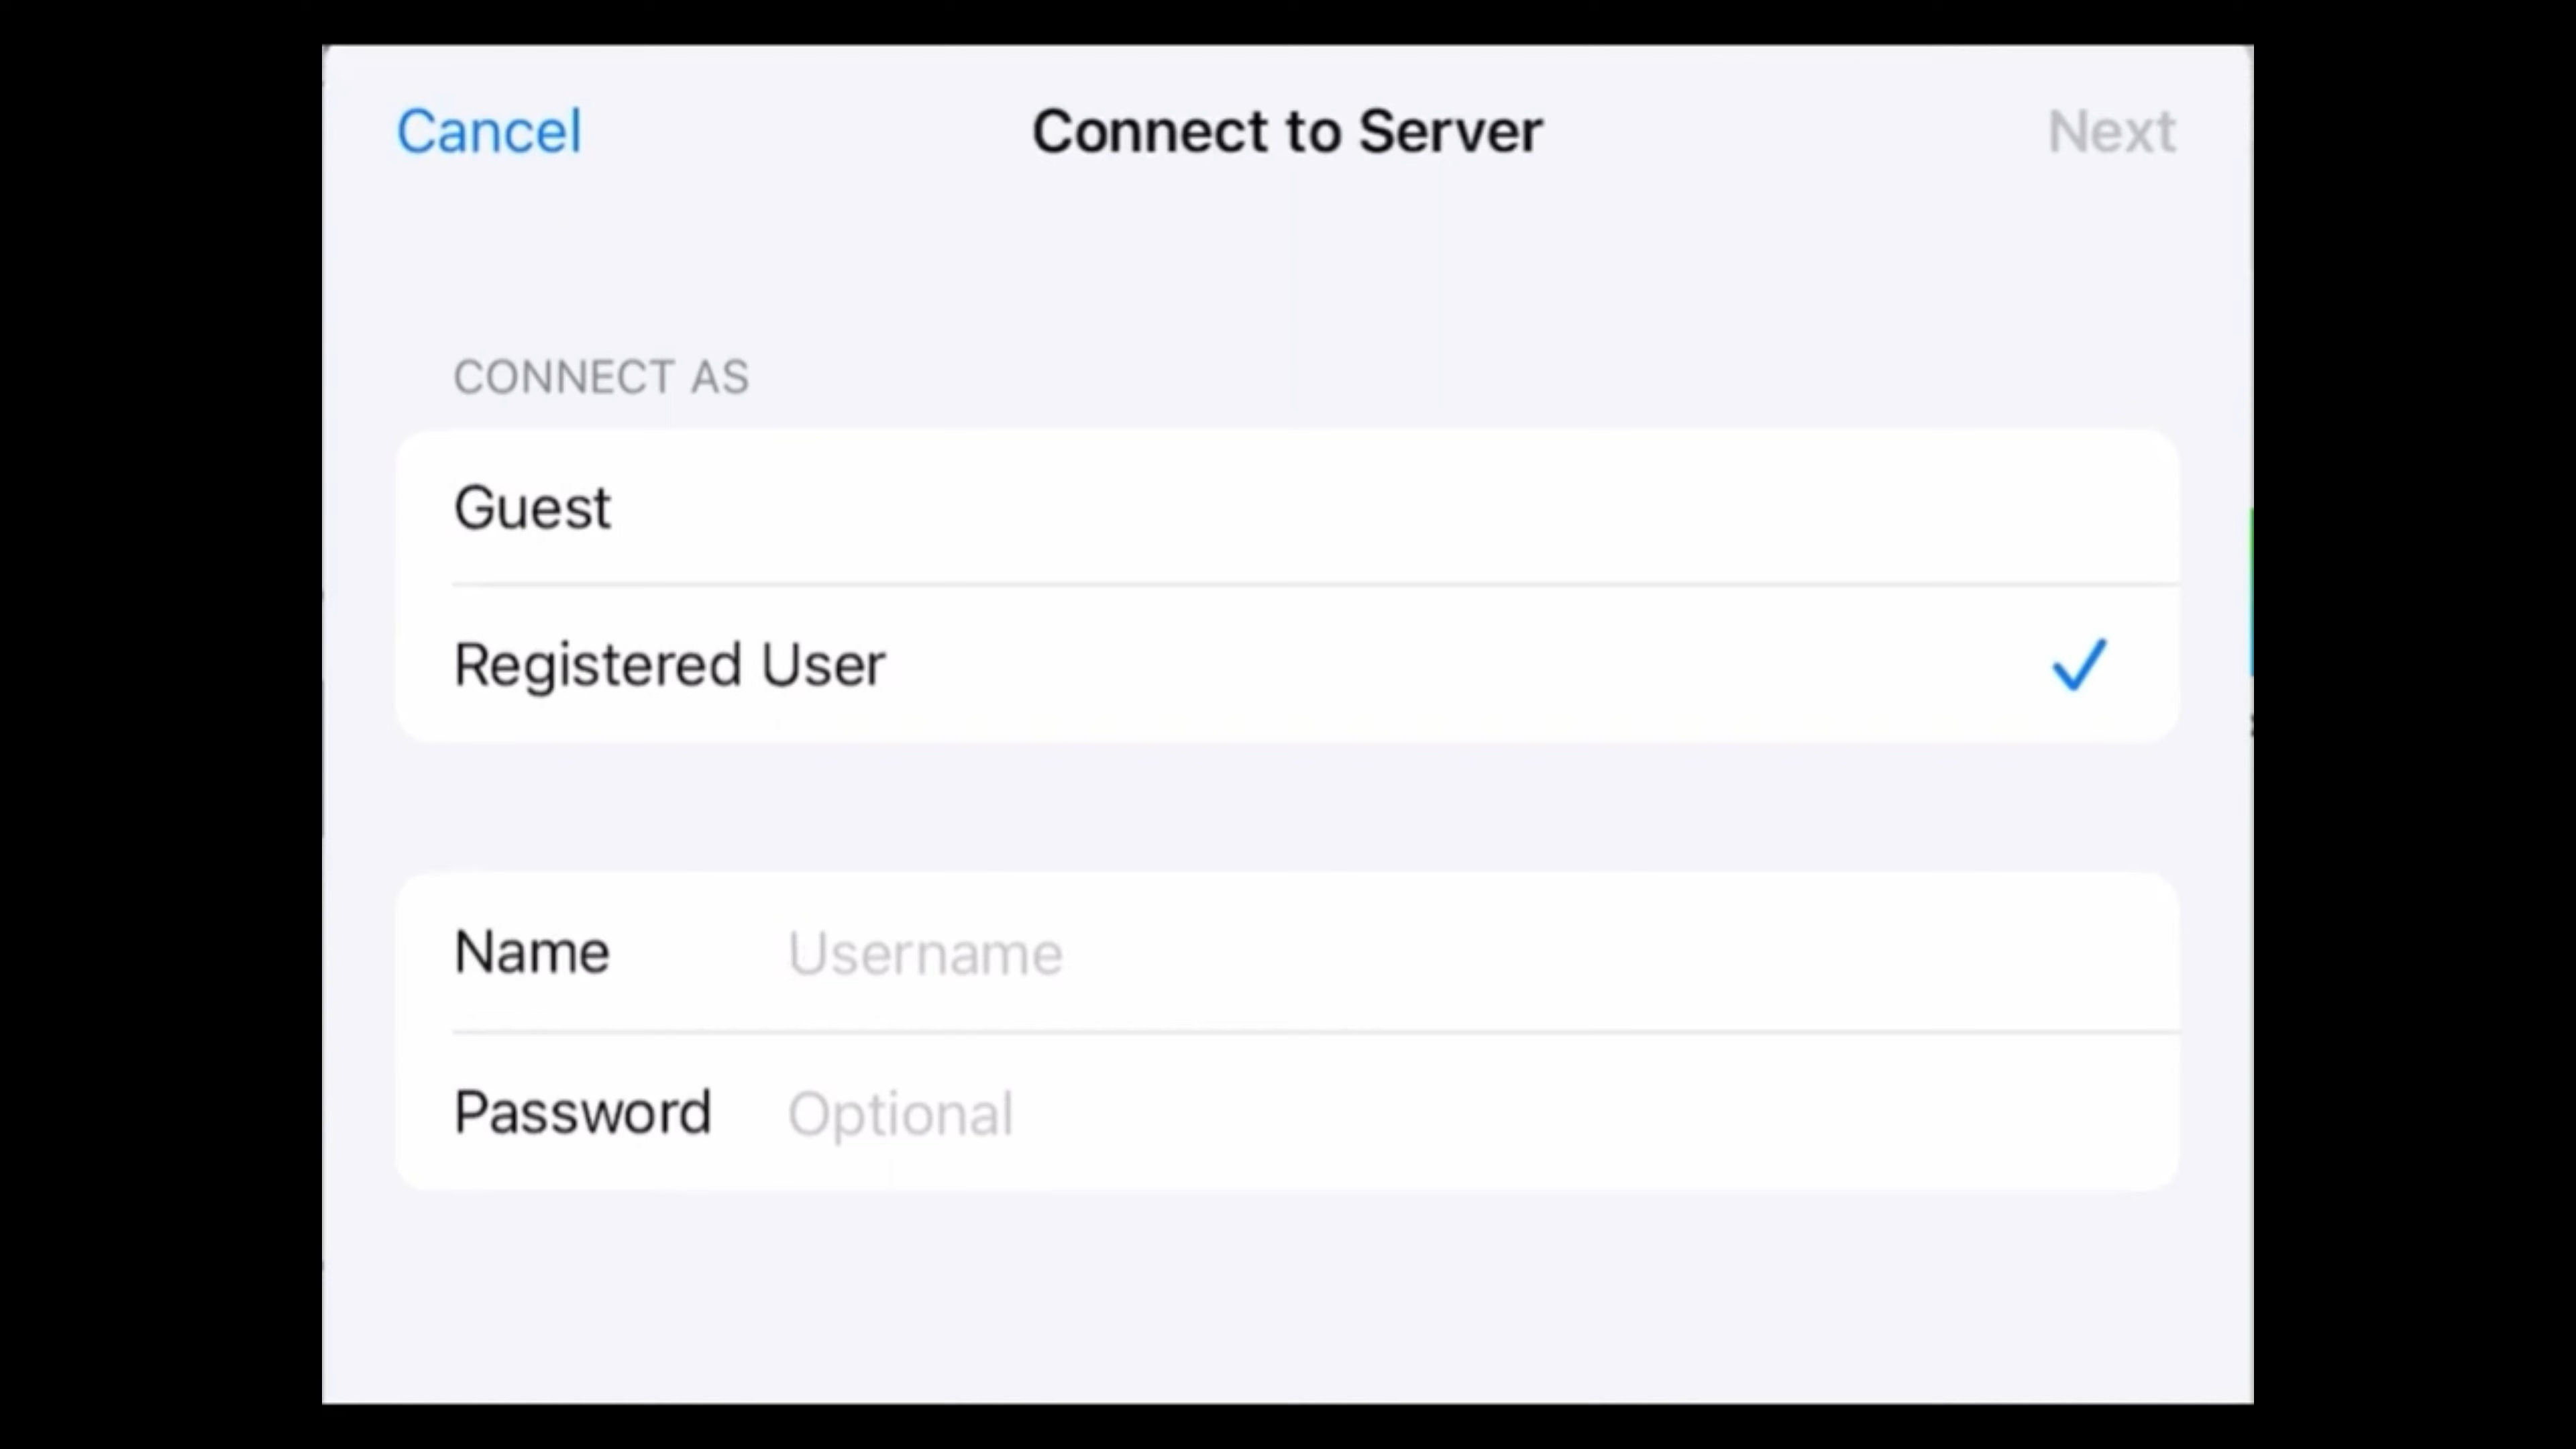 Cancel Connect to Server Next
CONNECT AS
Guest
Registered User
Name Username
Password Optional